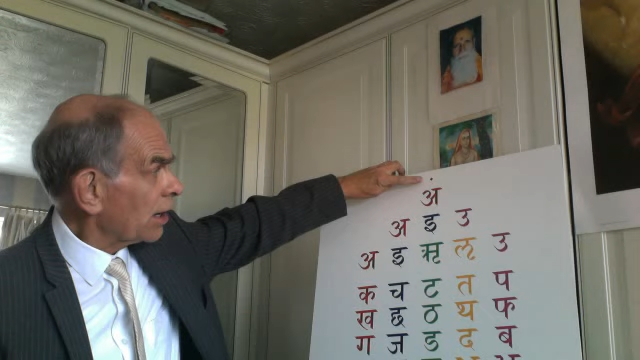 अ
अ इ उ
अ इ ऋ ऌ उ
क च ट त प
ख छ ठ थ फ
ग ज ड द ब